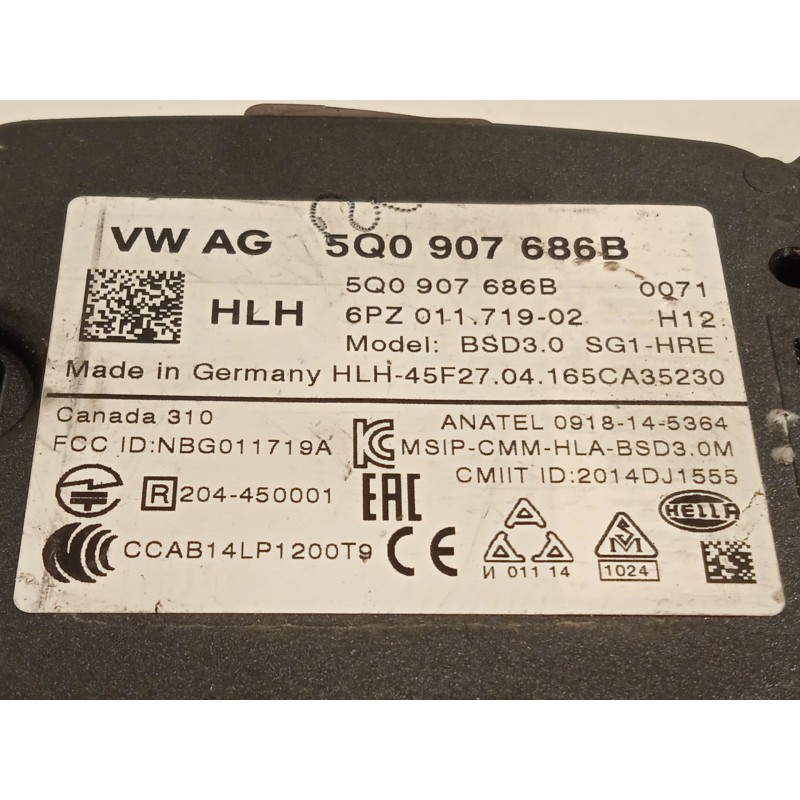 VW AG 5Q0 907 686B
5Q0 907 686B 0071
HLH 6PZ 011.719-02 H12
Model: BSD3.0 SG1-HRE
Made in Germany HLH-45F27.04.165CA35230
Canada 310 ANATEL 0918-14-5364
FCC ID:NBG011719A MSIP-CMM-HLA-BSD3.0M
CMIIT ID:2014DJ1555
R 204-450001 EAC HELLA
CCAB14LP1200T9 CE
И 011 14 1024